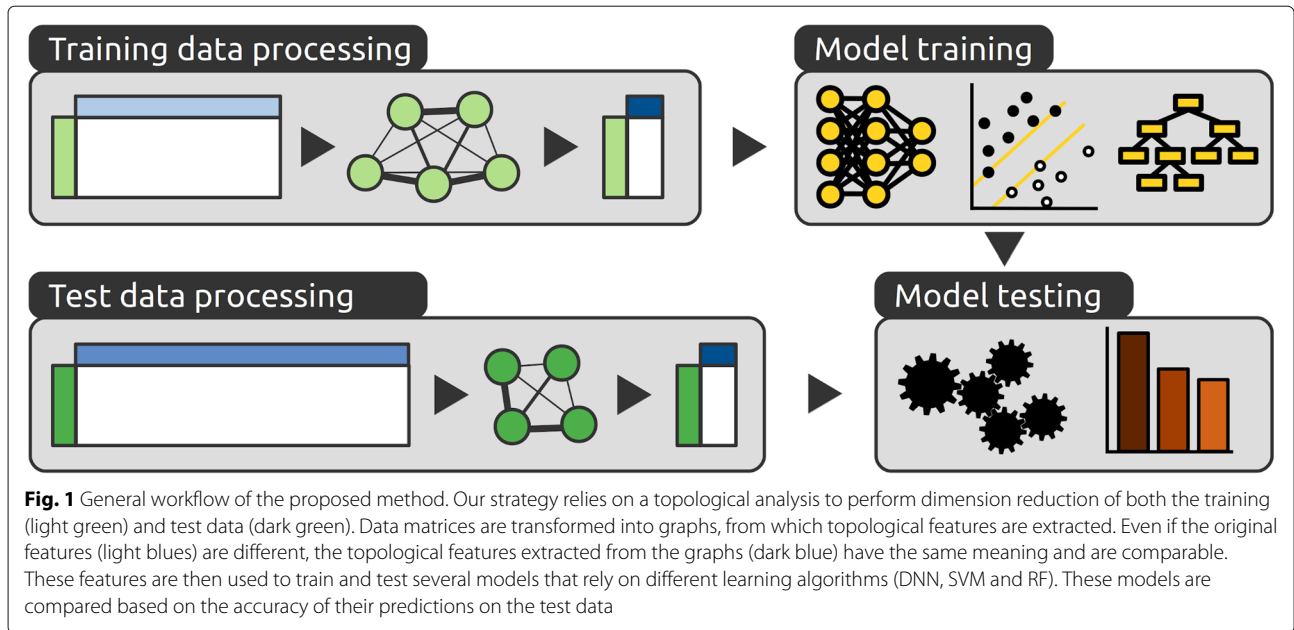 Training data processing
Model training
Test data processing
Model testing
Fig. 1 General workflow of the proposed method. Our strategy relies on a topological analysis to perform dimension reduction of both the training
(light green) and test data (dark green). Data matrices are transformed into graphs, from which topological features are extracted. Even if the original
features (light blues) are different, the topological features extracted from the graphs (dark blue) have the same meaning and are comparable.
These features are then used to train and test several models that rely on different learning algorithms (DNN, SVM and RF). These models are
compared based on the accuracy of their predictions on the test data